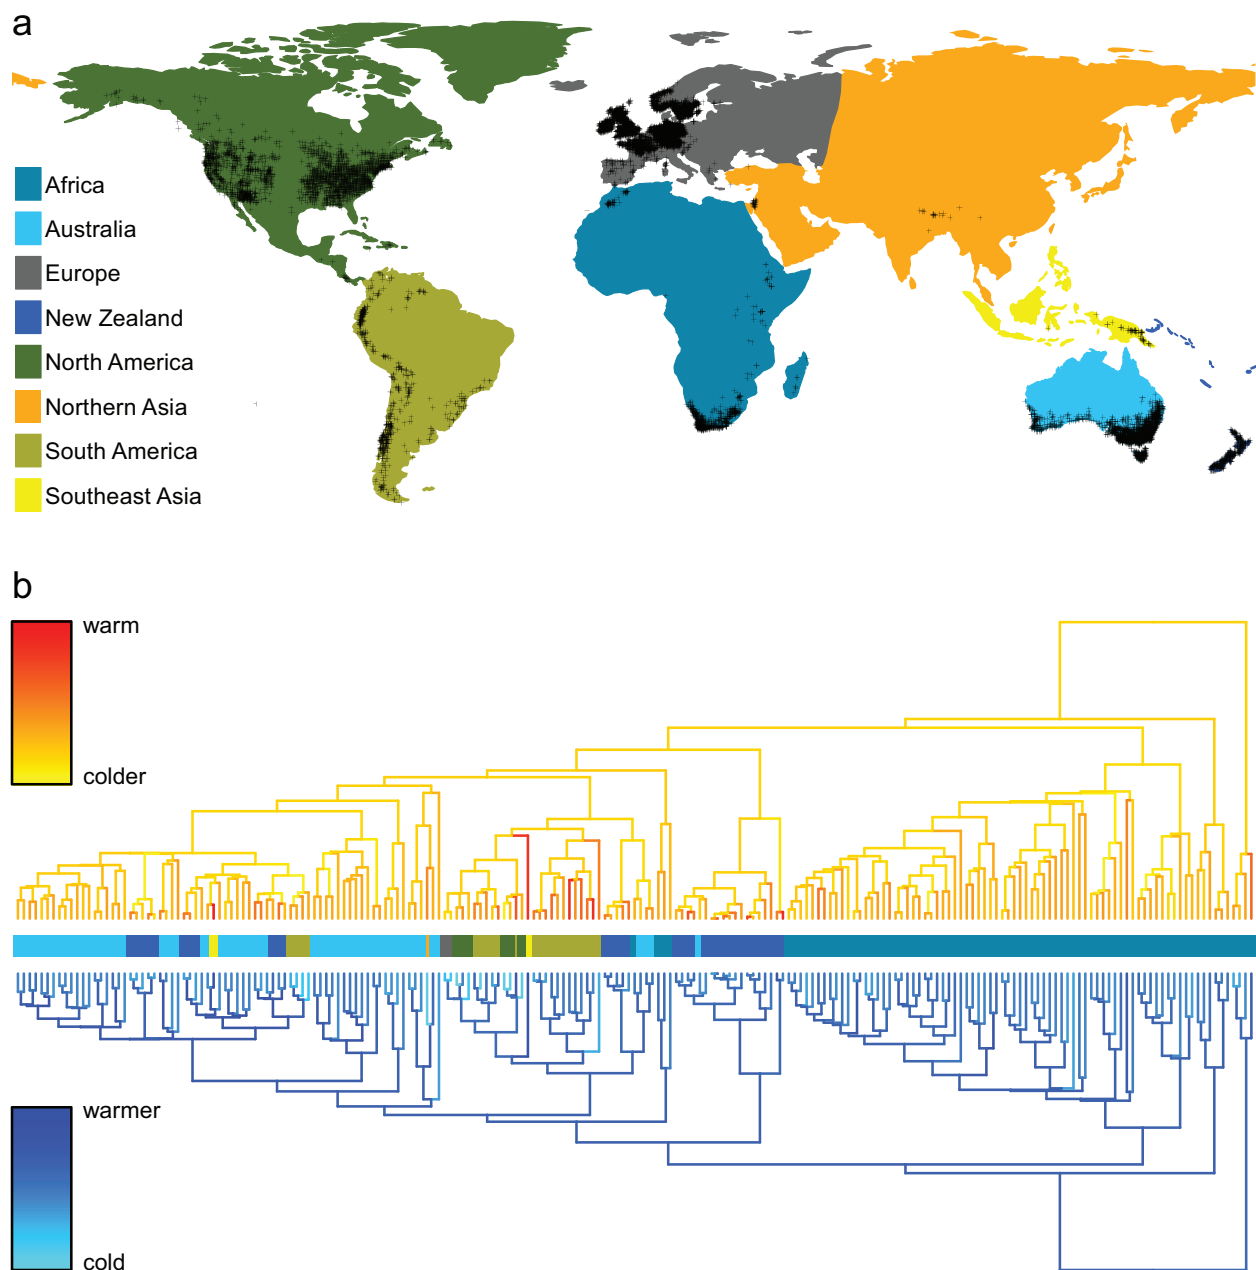 a
Africa
Australia
Europe
New Zealand
North America
Northern Asia
South America
Southeast Asia
b
warm
colder
warmer
cold